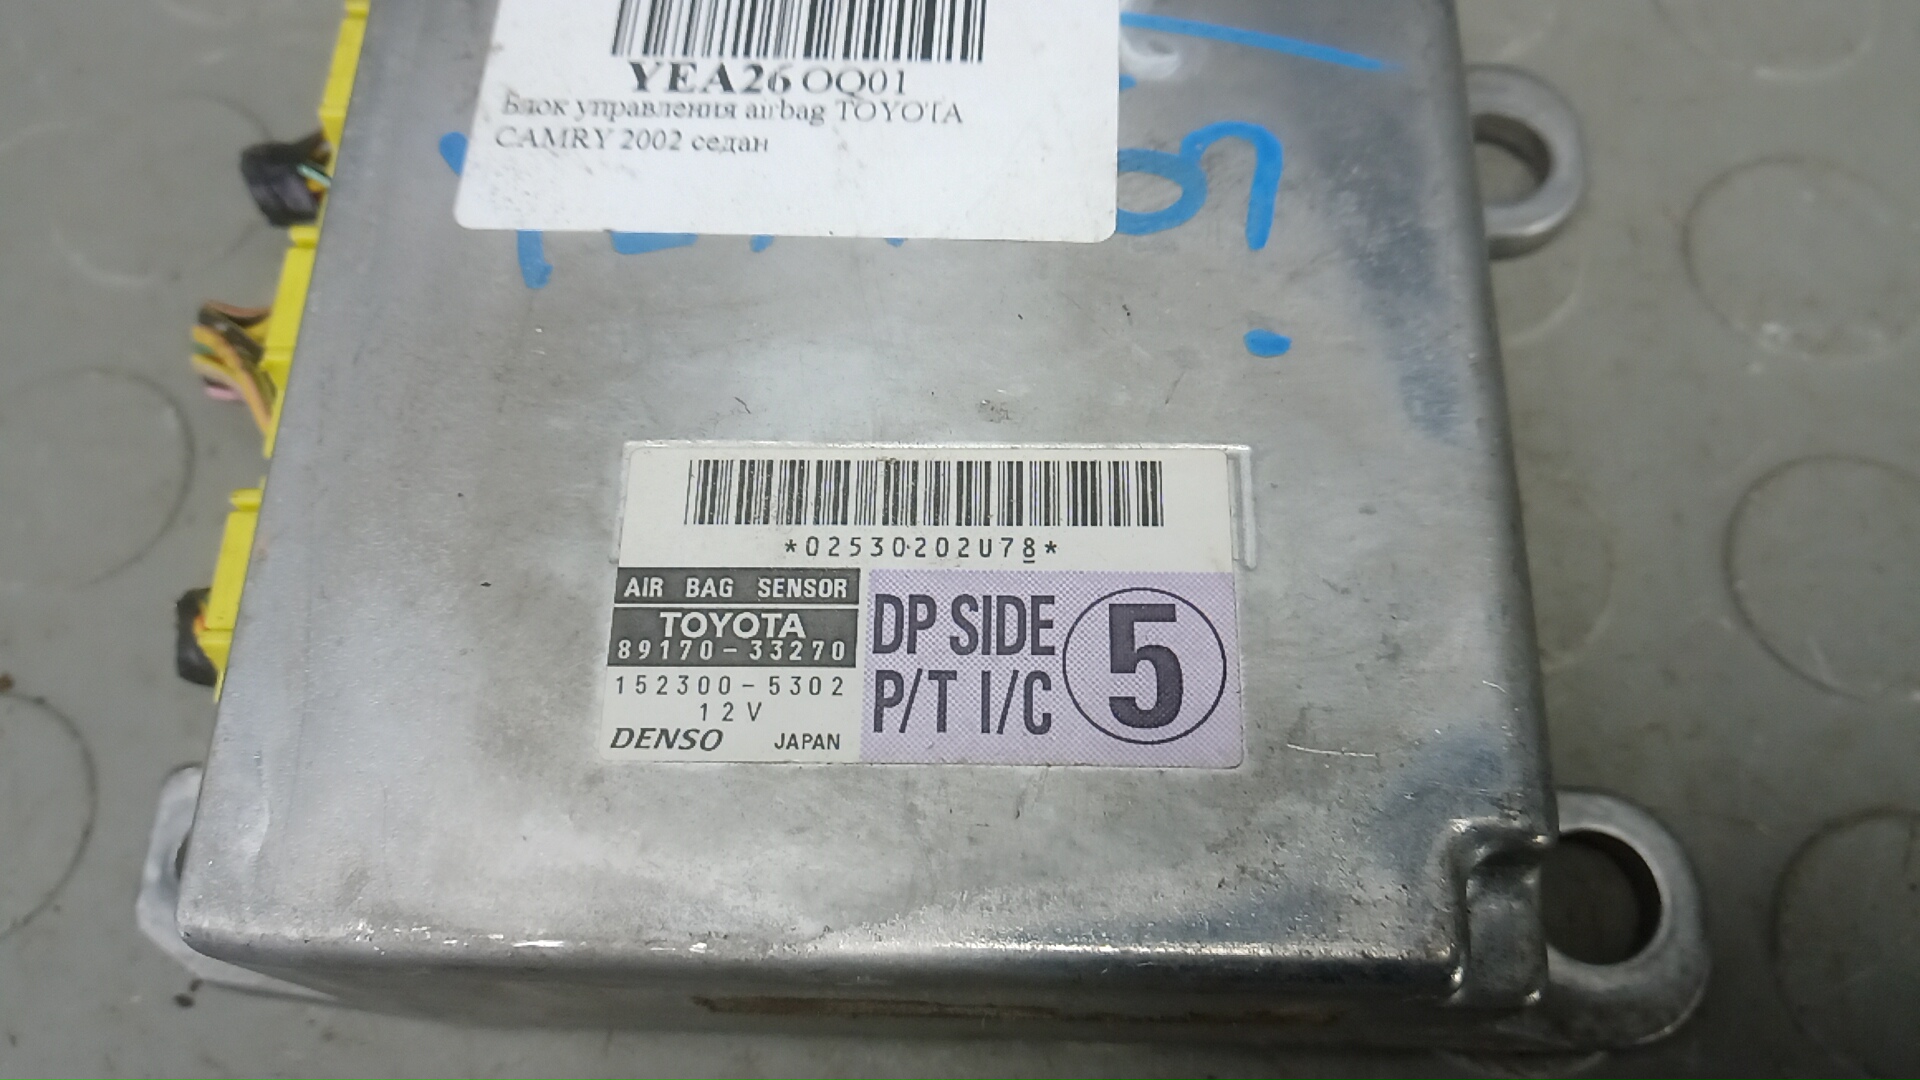 YEA26 OQ01
Блок управления airbag TOYOTA
CAMRY 2002 седан
*02530202U78*
AIR BAG SENSOR
TOYOTA
89170-33270
152300-5302
12V
DENSO JAPAN
DP SIDE
P/T I/C
5